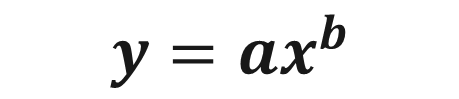 y = ax^b